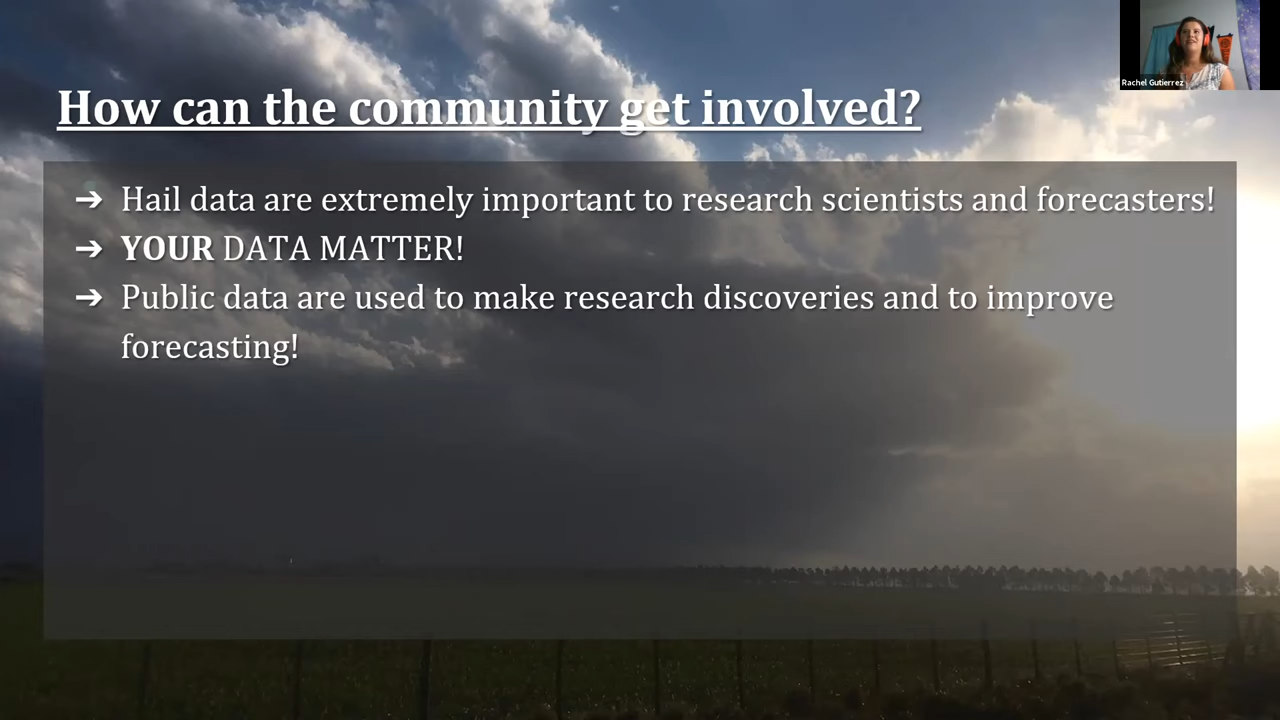 Rachel Gutierrez
How can the community get involved?
➔ Hail data are extremely important to research scientists and forecasters!
➔ YOUR DATA MATTER!
➔ Public data are used to make research discoveries and to improve
forecasting!